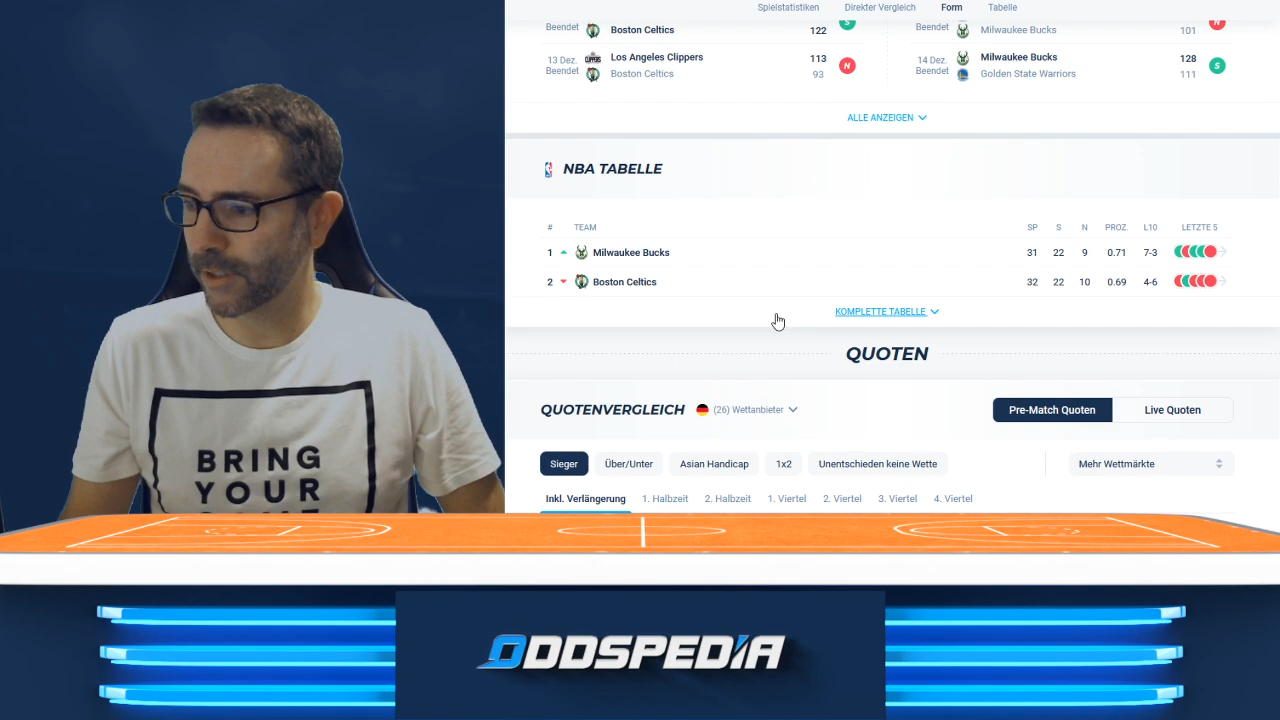 Spielstatistiken Direkter Vergleich Form Tabelle
Beendet Boston Celtics 122 S
Beendet Milwaukee Bucks 101 N
13 Dez. Beendet Los Angeles Clippers 113 N
Boston Celtics 93
14 Dez. Beendet Milwaukee Bucks 128 S
Golden State Warriors 111
ALLE ANZEIGEN
NBA TABELLE
# TEAM SP S N PROZ. L10 LETZTE 5
1 Milwaukee Bucks 31 22 9 0.71 7-3
2 Boston Celtics 32 22 10 0.69 4-6
KOMPLETTE TABELLE
QUOTEN
QUOTENVERGLEICH (26) Wettanbieter Pre-Match Quoten Live Quoten
Sieger Über/Unter Asian Handicap 1x2 Unentschieden keine Wette Mehr Wettmärkte
Inkl. Verlängerung 1. Halbzeit 2. Halbzeit 1. Viertel 2. Viertel 3. Viertel 4. Viertel
BRING
YOUR
ODDSPEDIA